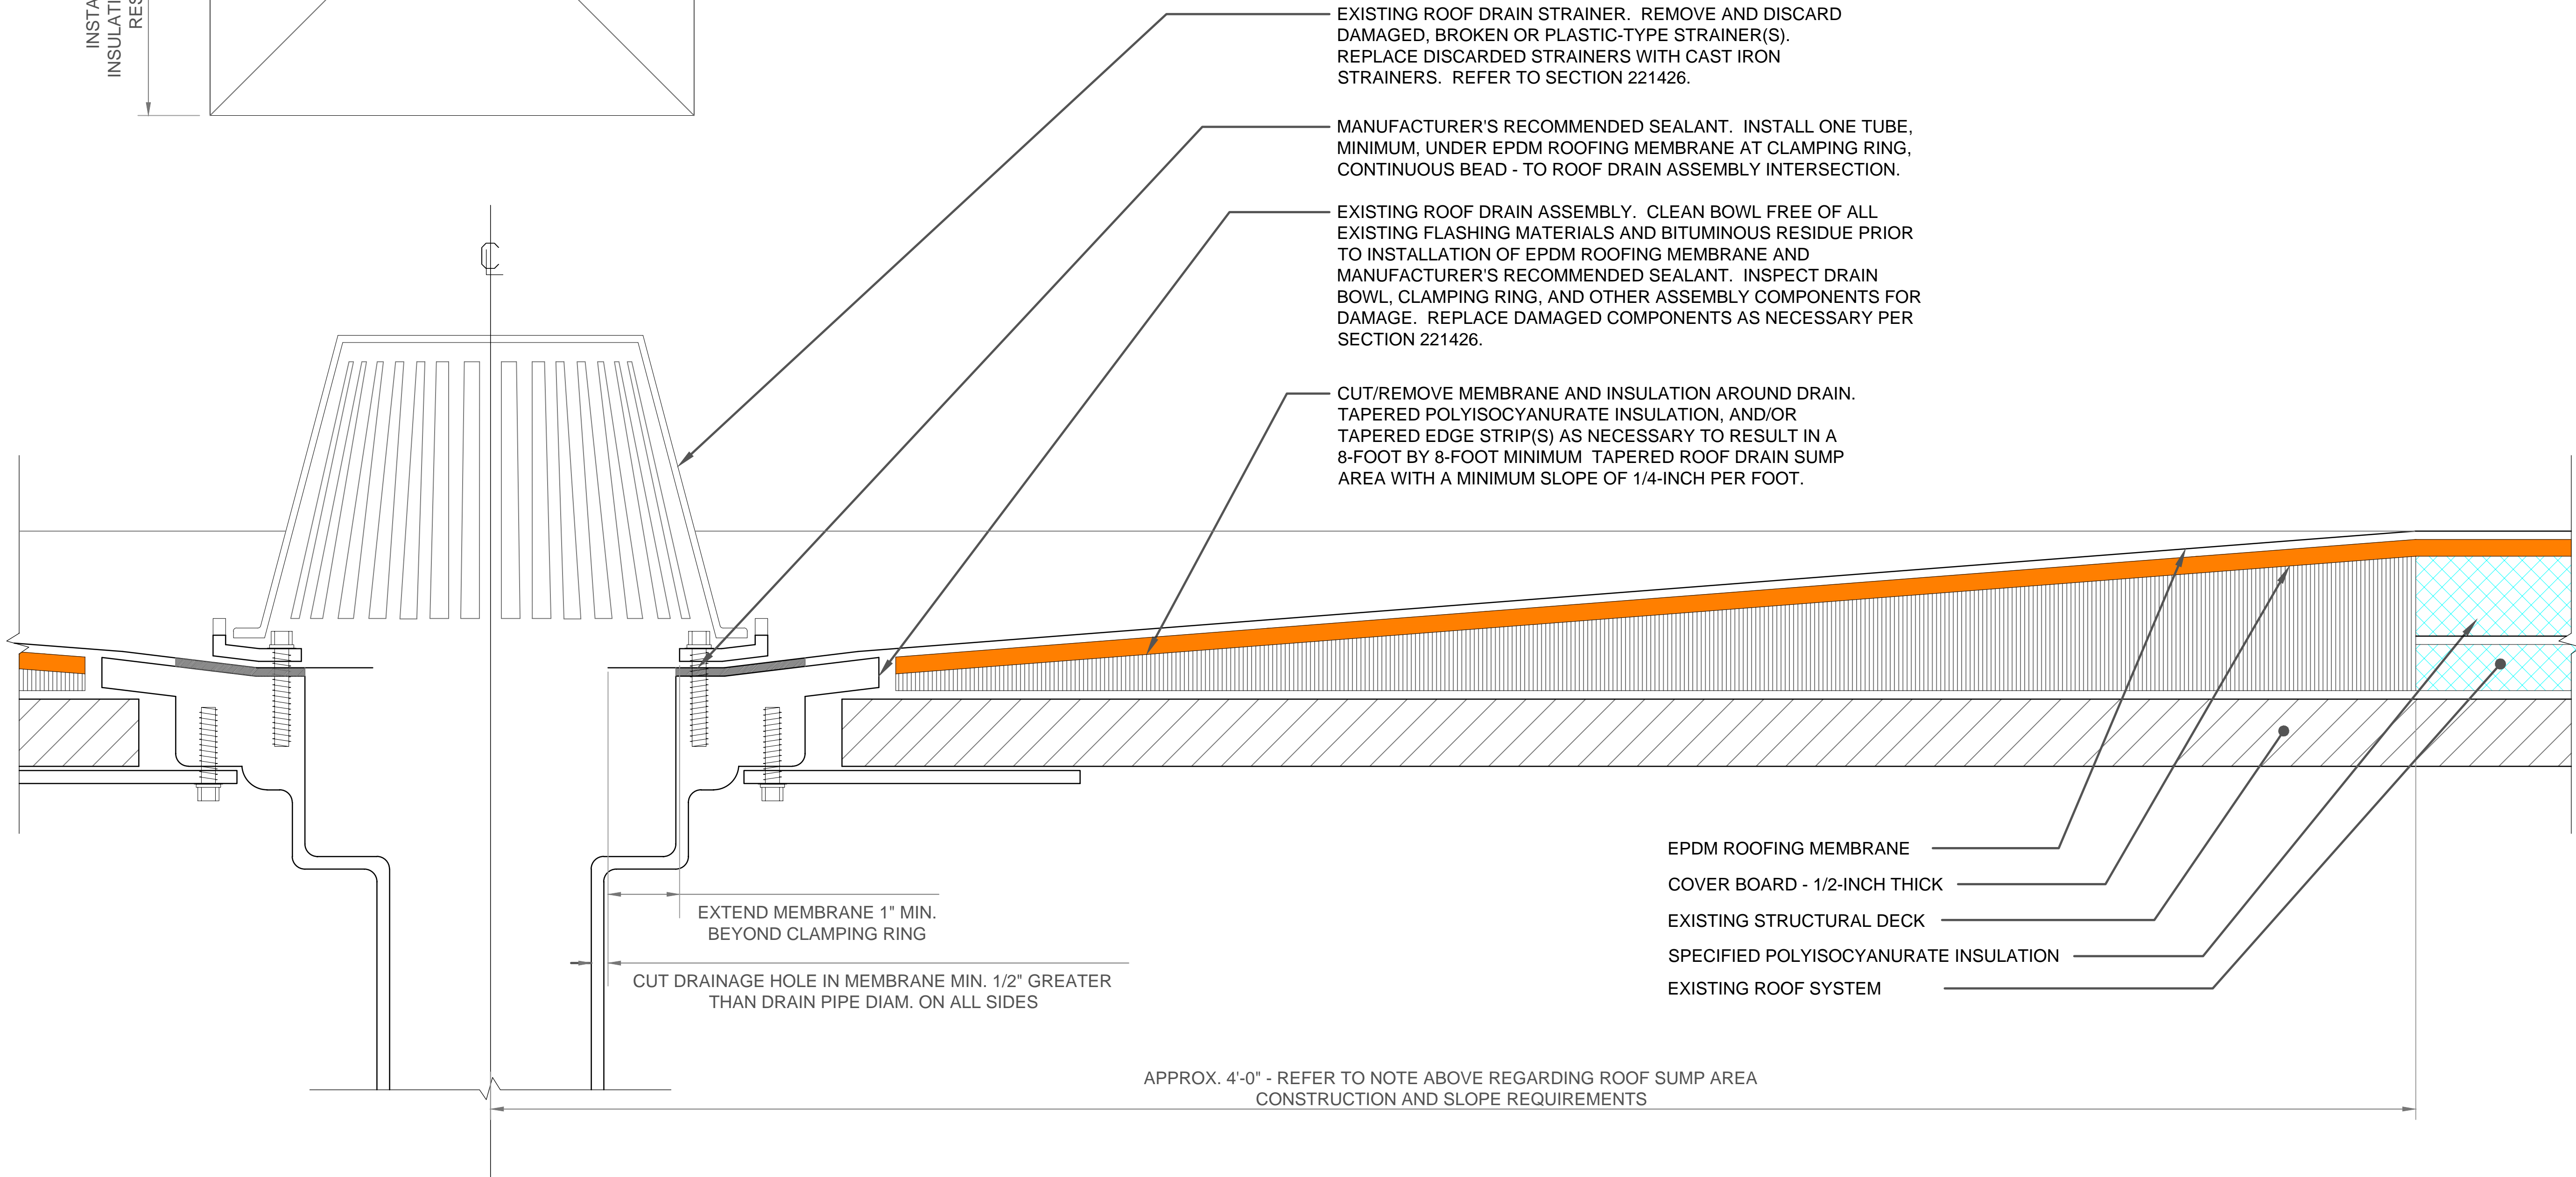 INSTA
INSULATI
RES
EXISTING ROOF DRAIN STRAINER. REMOVE AND DISCARD
DAMAGED, BROKEN OR PLASTIC-TYPE STRAINER(S).
REPLACE DISCARDED STRAINERS WITH CAST IRON
STRAINERS. REFER TO SECTION 221426.
MANUFACTURER'S RECOMMENDED SEALANT. INSTALL ONE TUBE,
MINIMUM, UNDER EPDM ROOFING MEMBRANE AT CLAMPING RING,
CONTINUOUS BEAD - TO ROOF DRAIN ASSEMBLY INTERSECTION.
EXISTING ROOF DRAIN ASSEMBLY. CLEAN BOWL FREE OF ALL
EXISTING FLASHING MATERIALS AND BITUMINOUS RESIDUE PRIOR
TO INSTALLATION OF EPDM ROOFING MEMBRANE AND
MANUFACTURER'S RECOMMENDED SEALANT. INSPECT DRAIN
BOWL, CLAMPING RING, AND OTHER ASSEMBLY COMPONENTS FOR
DAMAGE. REPLACE DAMAGED COMPONENTS AS NECESSARY PER
SECTION 221426.
CUT/REMOVE MEMBRANE AND INSULATION AROUND DRAIN.
TAPERED POLYISOCYANURATE INSULATION, AND/OR
TAPERED EDGE STRIP(S) AS NECESSARY TO RESULT IN A
8-FOOT BY 8-FOOT MINIMUM TAPERED ROOF DRAIN SUMP
AREA WITH A MINIMUM SLOPE OF 1/4-INCH PER FOOT.
℄
EPDM ROOFING MEMBRANE
COVER BOARD - 1/2-INCH THICK
EXISTING STRUCTURAL DECK
SPECIFIED POLYISOCYANURATE INSULATION
EXISTING ROOF SYSTEM
EXTEND MEMBRANE 1" MIN.
BEYOND CLAMPING RING
CUT DRAINAGE HOLE IN MEMBRANE MIN. 1/2" GREATER
THAN DRAIN PIPE DIAM. ON ALL SIDES
APPROX. 4'-0" - REFER TO NOTE ABOVE REGARDING ROOF SUMP AREA
CONSTRUCTION AND SLOPE REQUIREMENTS